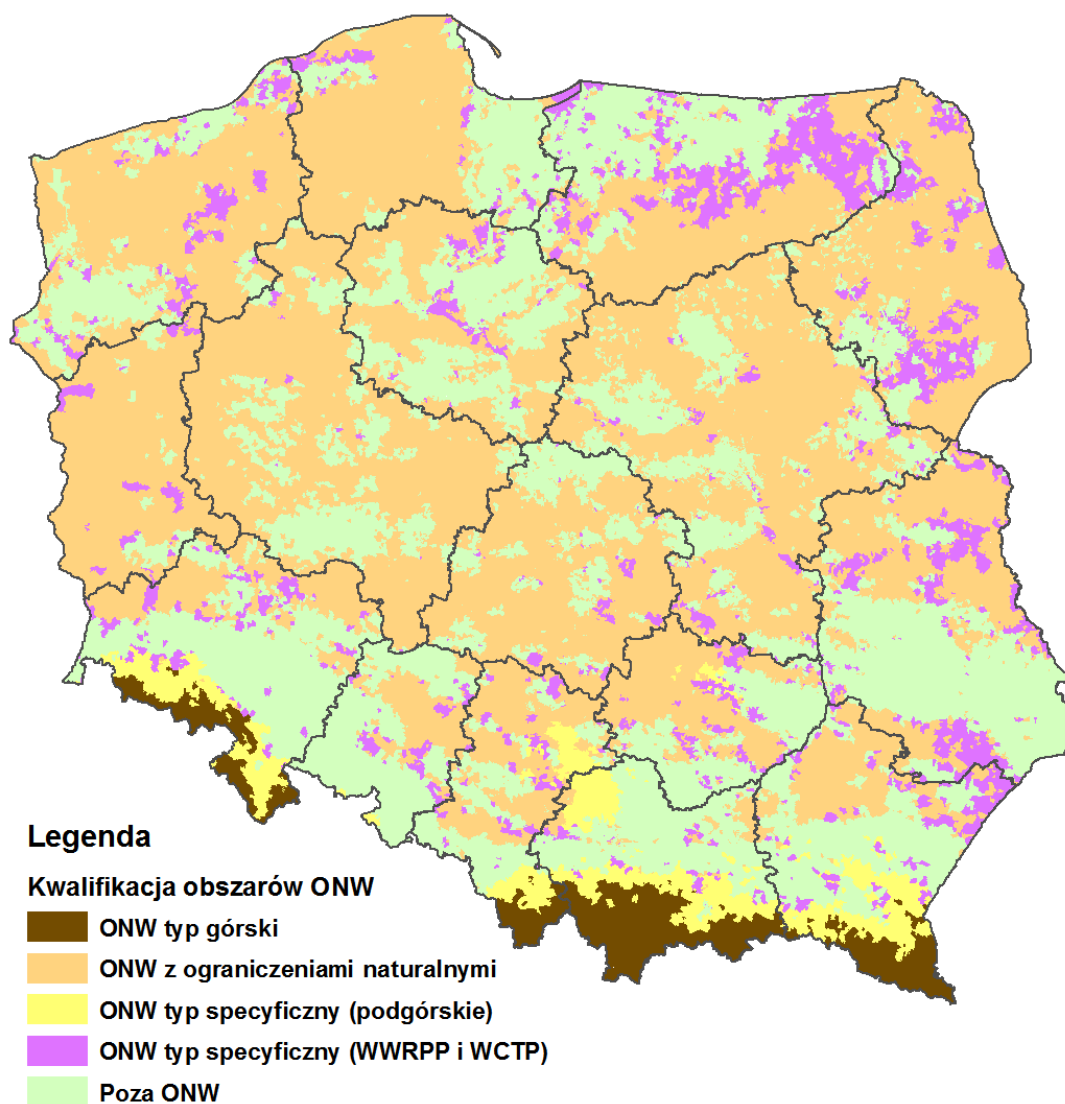 Legenda
Kwalifikacja obszarów ONW
ONW typ górski
ONW z ograniczeniami naturalnymi
ONW typ specyficzny (podgórskie)
ONW typ specyficzny (WWRPP i WCTP)
Poza ONW